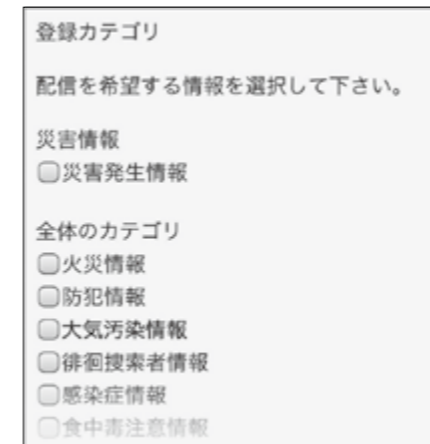 登録カテゴリ
配信を希望する情報を選択して下さい。
災害情報
災害発生情報
全体のカテゴリ
火災情報
防犯情報
大気汚染情報
徘徊捜索者情報
感染症情報
食中毒注意情報